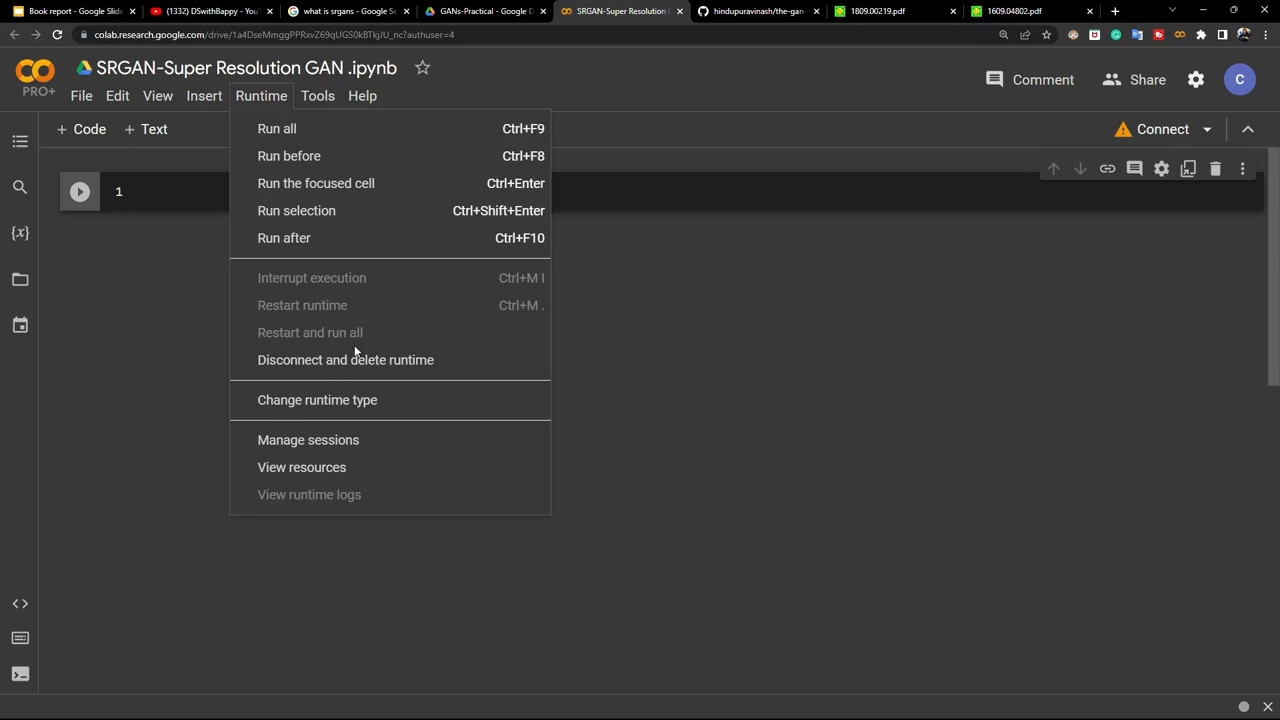 Book report - Google Slide
(1332) DSwithBappy - YouT
what is srgans - Google Se
GANs-Practical - Google D
SRGAN-Super Resolution G
hindupuravinash/the-gan-
1809.00219.pdf
1609.04802.pdf
colab.research.google.com/drive/1a4DseMmggPPRxvZ69qUGS0kBTkjJU_nc?authuser=4
SRGAN-Super Resolution GAN .ipynb
PRO+
Comment
Share
C
File Edit View Insert Runtime Tools Help
+ Code + Text
Connect
1
Run all Ctrl+F9
Run before Ctrl+F8
Run the focused cell Ctrl+Enter
Run selection Ctrl+Shift+Enter
Run after Ctrl+F10
Interrupt execution Ctrl+M I
Restart runtime Ctrl+M .
Restart and run all
Disconnect and delete runtime
Change runtime type
Manage sessions
View resources
View runtime logs